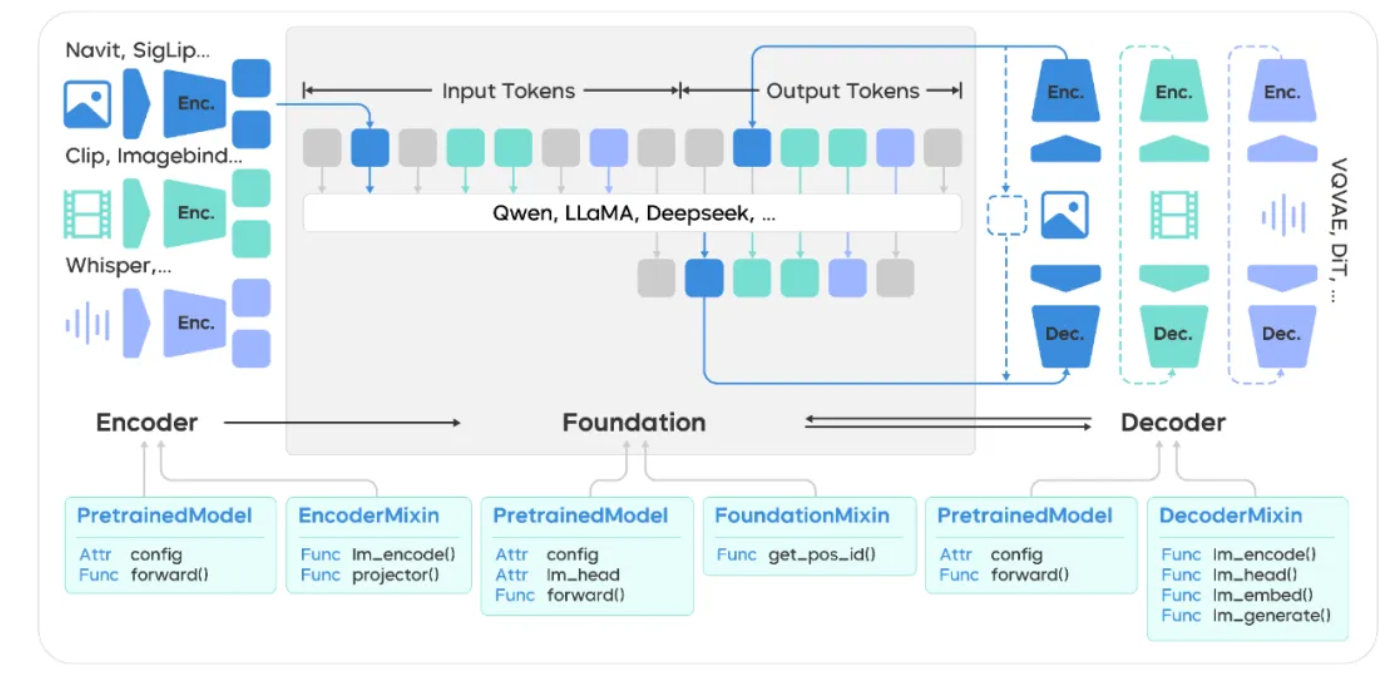 Navit, SigLip...
Enc.
Clip, Imagebind...
Enc.
Whisper,...
Enc.
Input Tokens
Output Tokens
Qwen, LLaMA, Deepseek, ...
Enc.
Enc.
Enc.
Dec.
Dec.
Dec.
VQVAE, DiT, ...
Encoder
Foundation
Decoder
PretrainedModel
Attr config
Func forward()
EncoderMixin
Func lm_encode()
Func projector()
PretrainedModel
Attr config
Attr lm_head
Func forward()
FoundationMixin
Func get_pos_id()
PretrainedModel
Attr config
Func forward()
DecoderMixin
Func lm_encode()
Func lm_head()
Func lm_embed()
Func lm_generate()